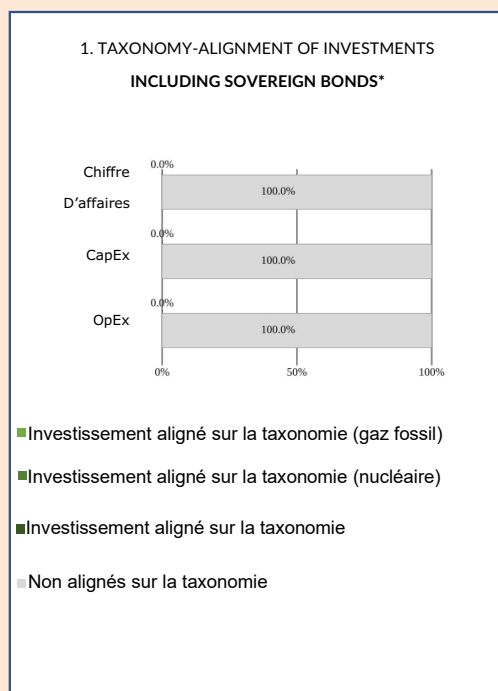 1. TAXONOMY-ALIGNMENT OF INVESTMENTS
INCLUDING SOVEREIGN BONDS*
Chiffre
D'affaires
0.0%
100.0%
CapEx
0.0%
100.0%
OpEx
0.0%
100.0%
0% 50% 100%
Investissement aligné sur la taxonomie (gaz fossil)
Investissement aligné sur la taxonomie (nucléaire)
Investissement aligné sur la taxonomie
Non alignés sur la taxonomie